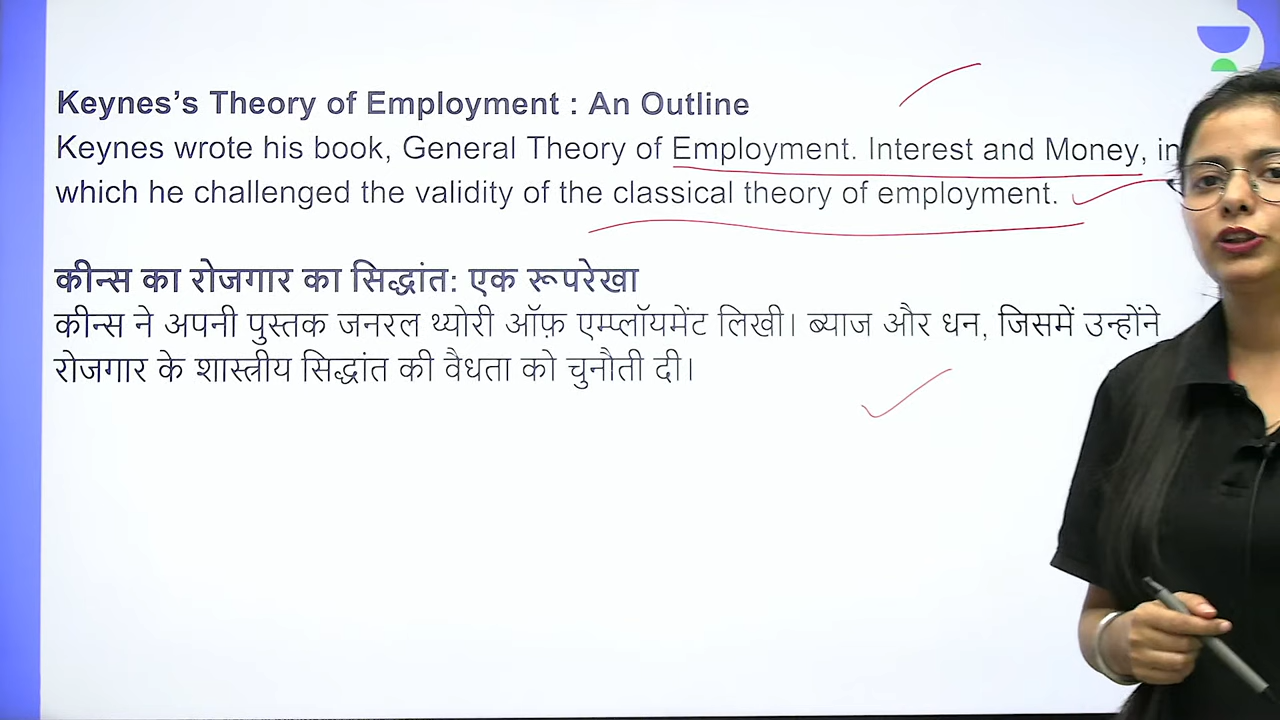 Keynes's Theory of Employment : An Outline
Keynes wrote his book, General Theory of Employment. Interest and Money, in
which he challenged the validity of the classical theory of employment.
कीन्स का रोजगार का सिद्धांत: एक रूपरेखा
कीन्स ने अपनी पुस्तक जनरल थ्योरी ऑफ़ एम्प्लॉयमेंट लिखी। ब्याज और धन, जिसमें उन्होंने
रोजगार के शास्त्रीय सिद्धांत की वैधता को चुनौती दी।